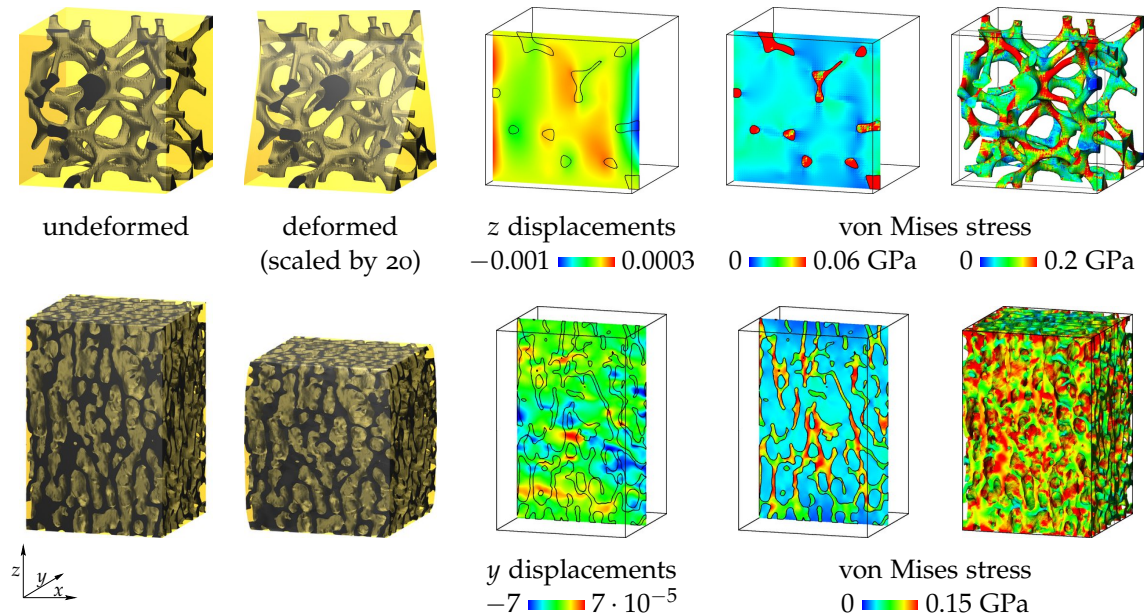 undeformed
deformed
(scaled by 20)
z displacements
−0.001 0.0003
von Mises stress
0 0.06 GPa
0 0.2 GPa
z
y
x
y displacements
−7 7 · 10⁻⁵
von Mises stress
0 0.15 GPa